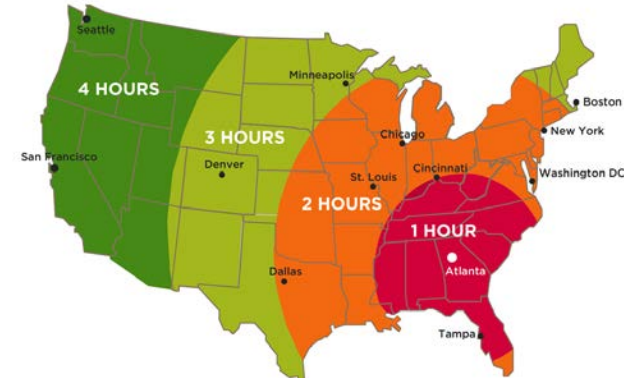 Seattle
4 HOURS
Minneapolis
Boston
3 HOURS
Chicago
New York
San Francisco
Denver
St. Louis
Cincinnati
Washington DC
2 HOURS
1 HOUR
Dallas
Atlanta
Tampa